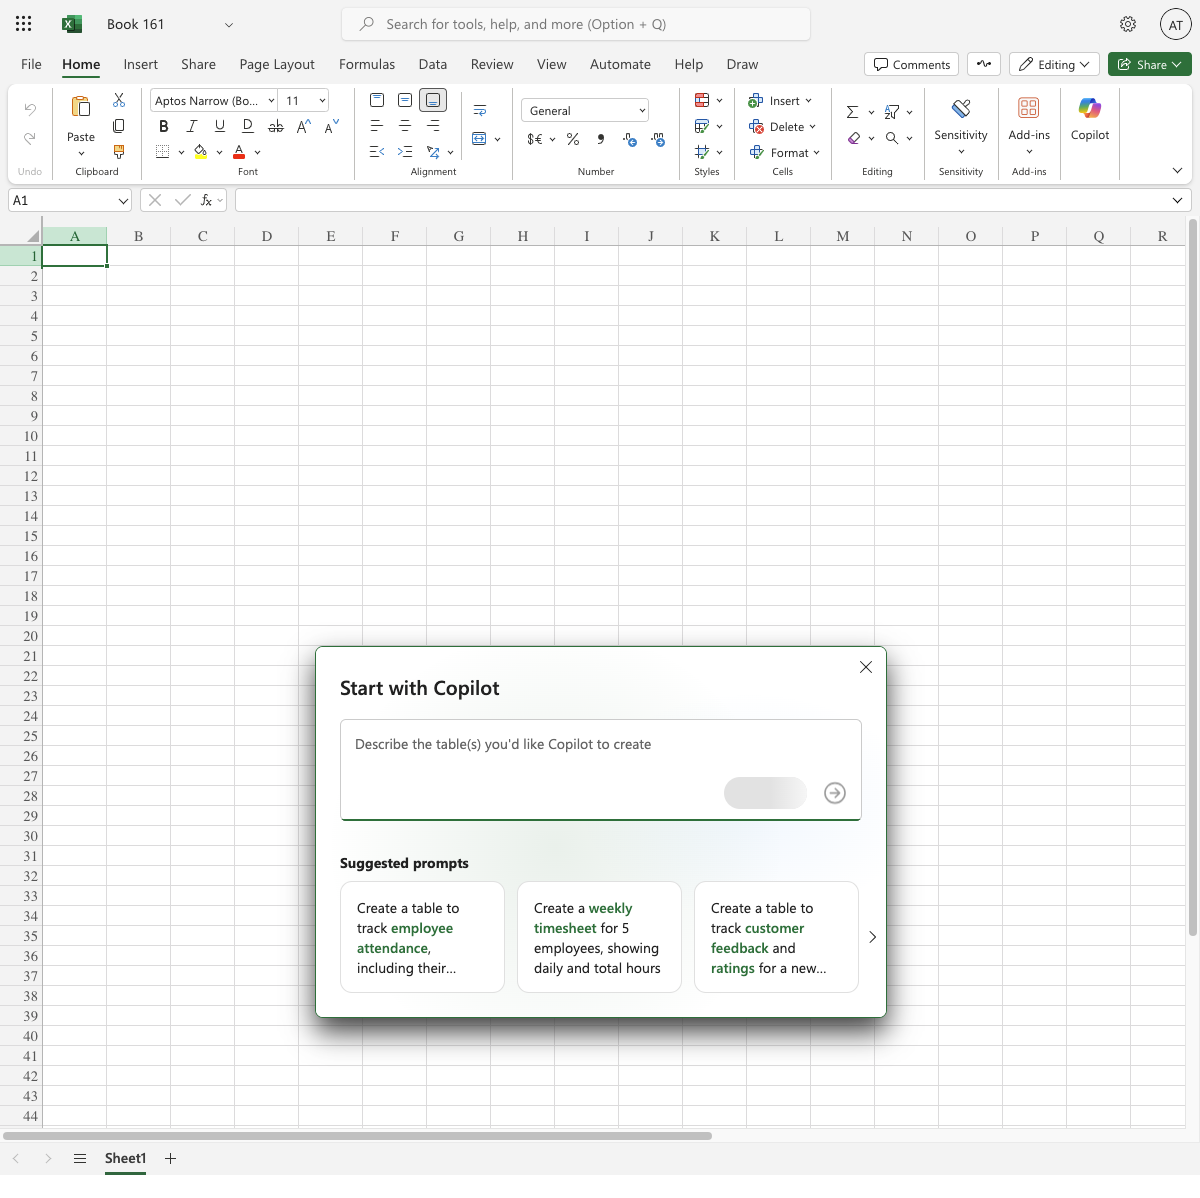 Book 161
Search for tools, help, and more (Option + Q)
AT
File Home Insert Share Page Layout Formulas Data Review View Automate Help Draw
Comments Editing Share
Undo
Paste
Clipboard
Aptos Narrow (Bo... 11
B I U D ab A A
Font
Alignment
General
$€ % 9
Number
Styles
Insert
Delete
Format
Cells
Editing
Sensitivity
Sensitivity
Add-ins
Add-ins
Copilot
A1
fx
A B C D E F G H I J K L M N O P Q R
1
2
3
4
5
6
7
8
9
10
11
12
13
14
15
16
17
18
19
20
21
22
23
24
25
26
27
28
29
30
31
32
33
34
35
36
37
38
39
40
41
42
43
44
Start with Copilot
Describe the table(s) you'd like Copilot to create
Suggested prompts
Create a table to
track employee
attendance,
including their...
Create a weekly
timesheet for 5
employees, showing
daily and total hours
Create a table to
track customer
feedback and
ratings for a new...
Sheet1